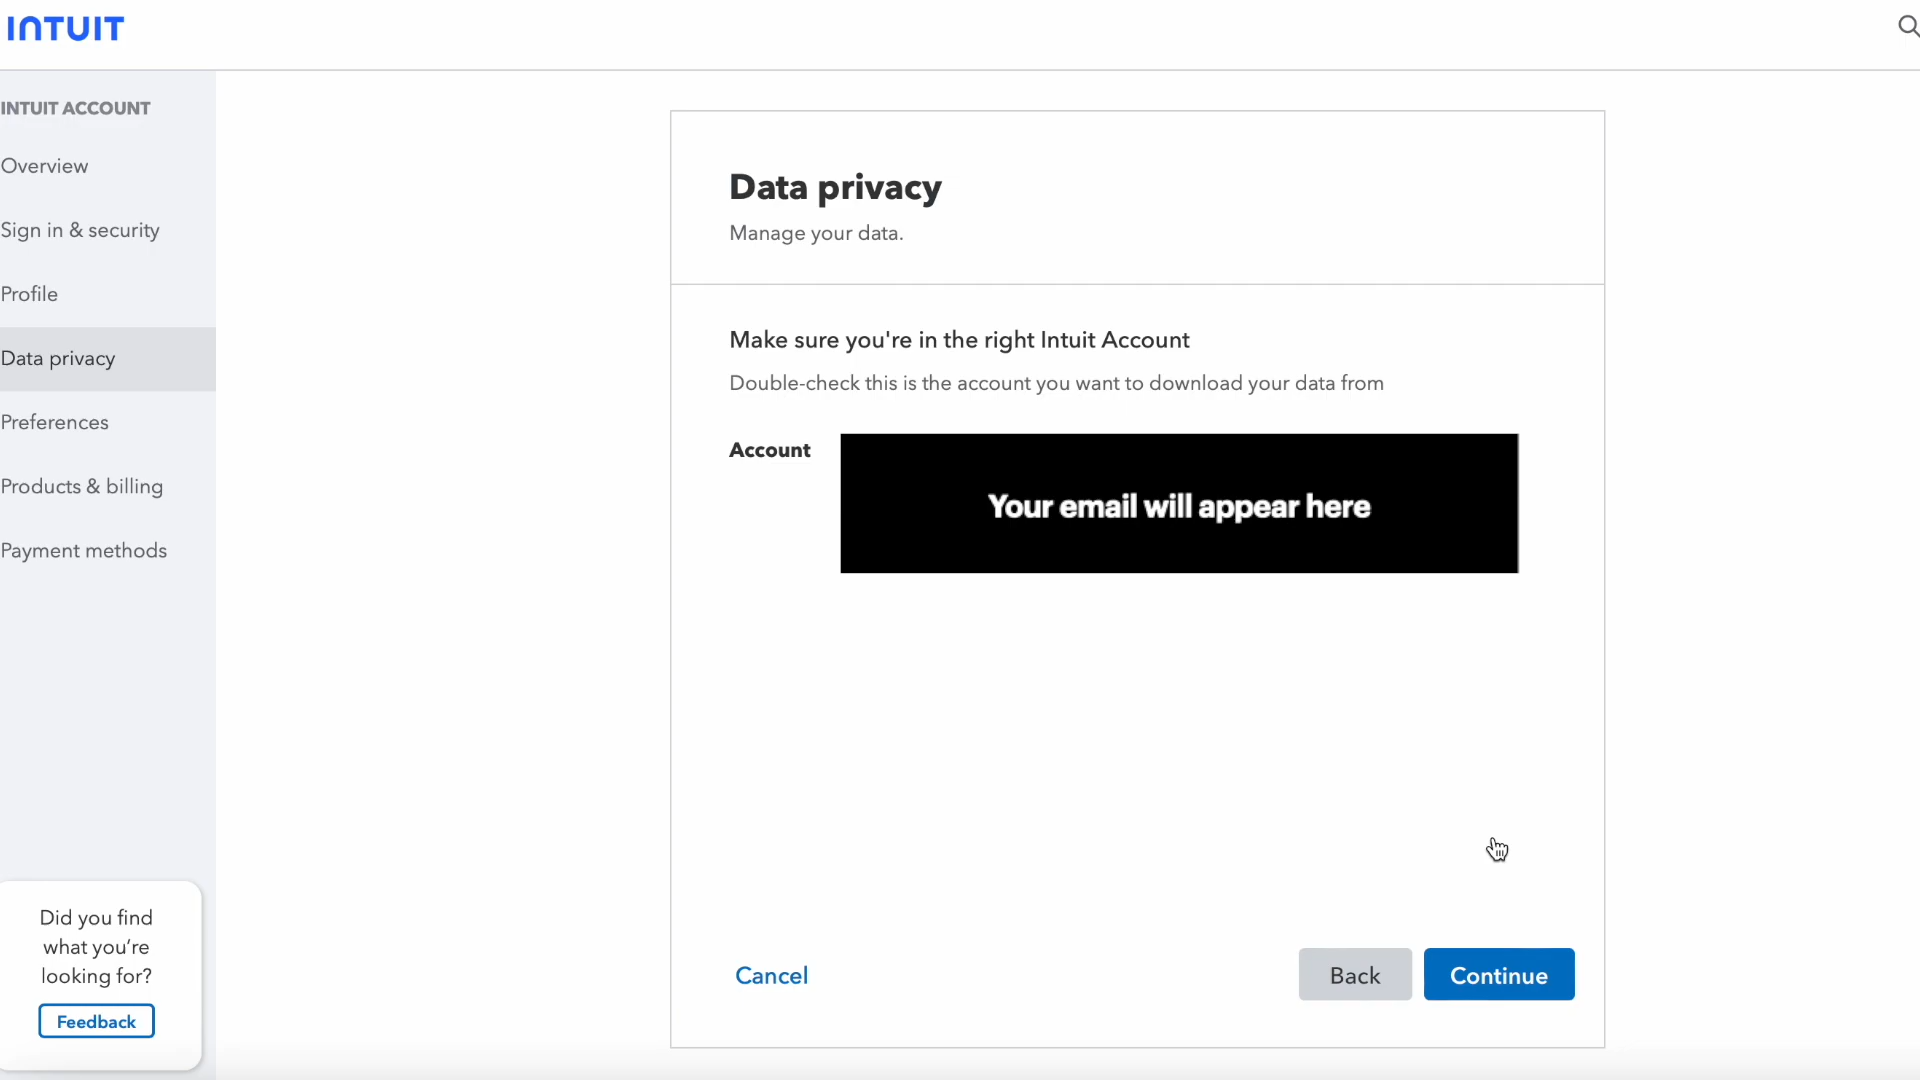 INTUIT
INTUIT ACCOUNT
Overview
Sign in & security
Profile
Data privacy
Preferences
Products & billing
Payment methods
Did you find
what you're
looking for?
Feedback
Data privacy
Manage your data.
Make sure you're in the right Intuit Account
Double-check this is the account you want to download your data from
Account
Your email will appear here
Cancel
Back
Continue